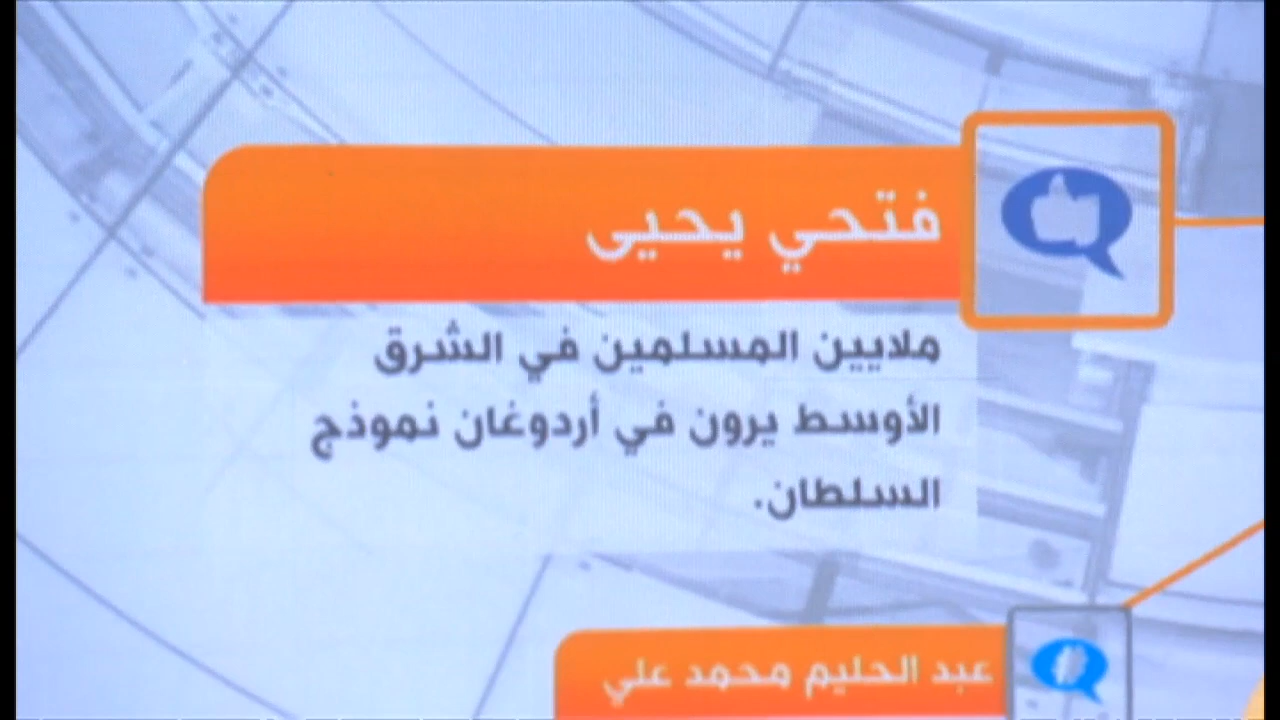 فتحي يحيى
ملايين المسلمين في الشرق
الأوسط يرون في أردوغان نموذج
السلطان.
عبد الحليم محمد علي